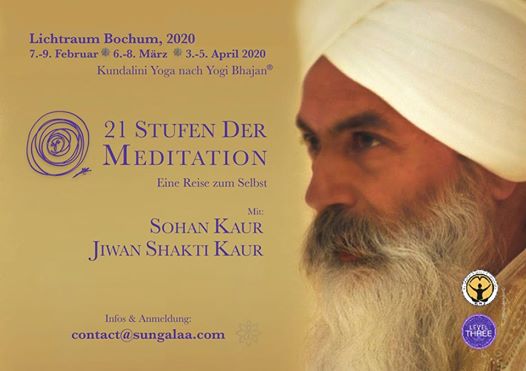 Lichtraum Bochum, 2020
7.-9. Februar 6.-8. März 3.-5. April 2020
Kundalini Yoga nach Yogi Bhajan®
21 Stufen Der
Meditation
Eine Reise zum Selbst
Mit:
Sohan Kaur
Jiwan Shakti Kaur
Infos & Anmeldung:
contact@sungalaa.com
LEVEL
THREE